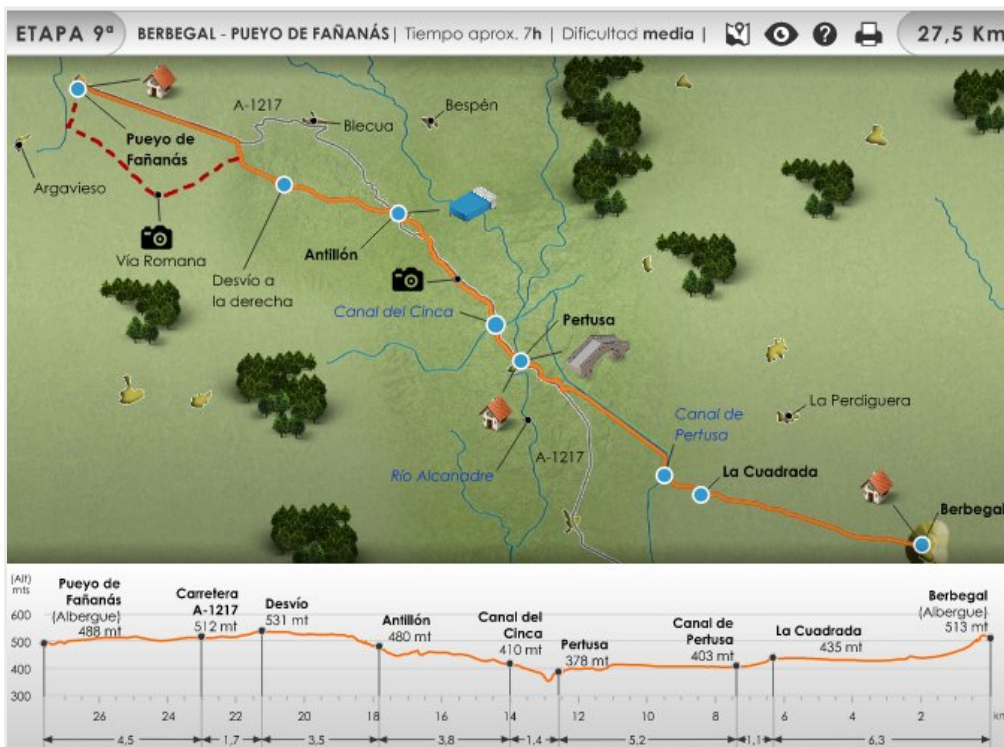 ETAPA 9ª
BERBEGAL - PUEYO DE FAÑANÁS | Tiempo aprox. 7h | Dificultad media |
27,5 Km
A-1217
Blecua
Bespén
Pueyo de
Fañanás
Argavieso
Vía Romana
Antillón
Desvío a
la derecha
Canal del Cinca
Pertusa
La Perdiguera
Canal de
Pertusa
A-1217
Río Alcanadre
La Cuadrada
Berbegal
(Alt)
mts
600
500
400
300
Pueyo de
Fañanás
(Albergue)
488 mt
Carretera
A-1217
512 mt
Desvío
531 mt
Antillón
480 mt
Canal del
Cinca
410 mt
Pertusa
378 mt
Canal de
Pertusa
403 mt
La Cuadrada
435 mt
Berbegal
(Albergue)
513 mt
26 24 22 20 18 16 14 12 10 8 6 4 2 0 km
4,5 1,7 3,5 3,8 1,4 5,2 1,1 6,3